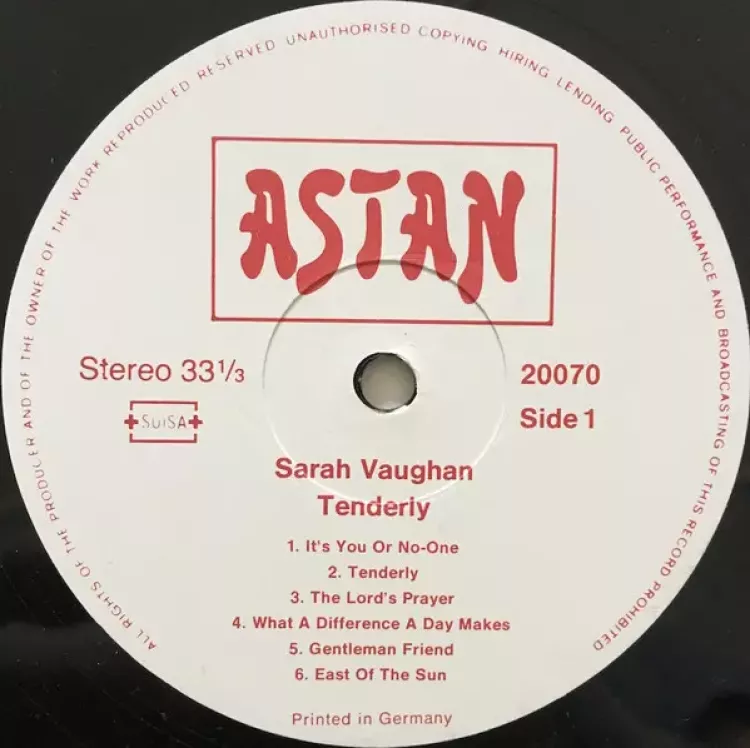 ALL RIGHTS OF THE PRODUCER AND OF THE OWNER OF THE WORK REPRODUCED RESERVED UNAUTHORISED COPYING HIRING LENDING PUBLIC PERFORMANCE AND BROADCASTING OF THIS RECORD PROHIBITED
ASTAN
Stereo 33 1/3
20070
SUISA
Side 1
Sarah Vaughan
Tenderly
1. It's You Or No-One
2. Tenderly
3. The Lord's Prayer
4. What A Difference A Day Makes
5. Gentleman Friend
6. East Of The Sun
Printed in Germany